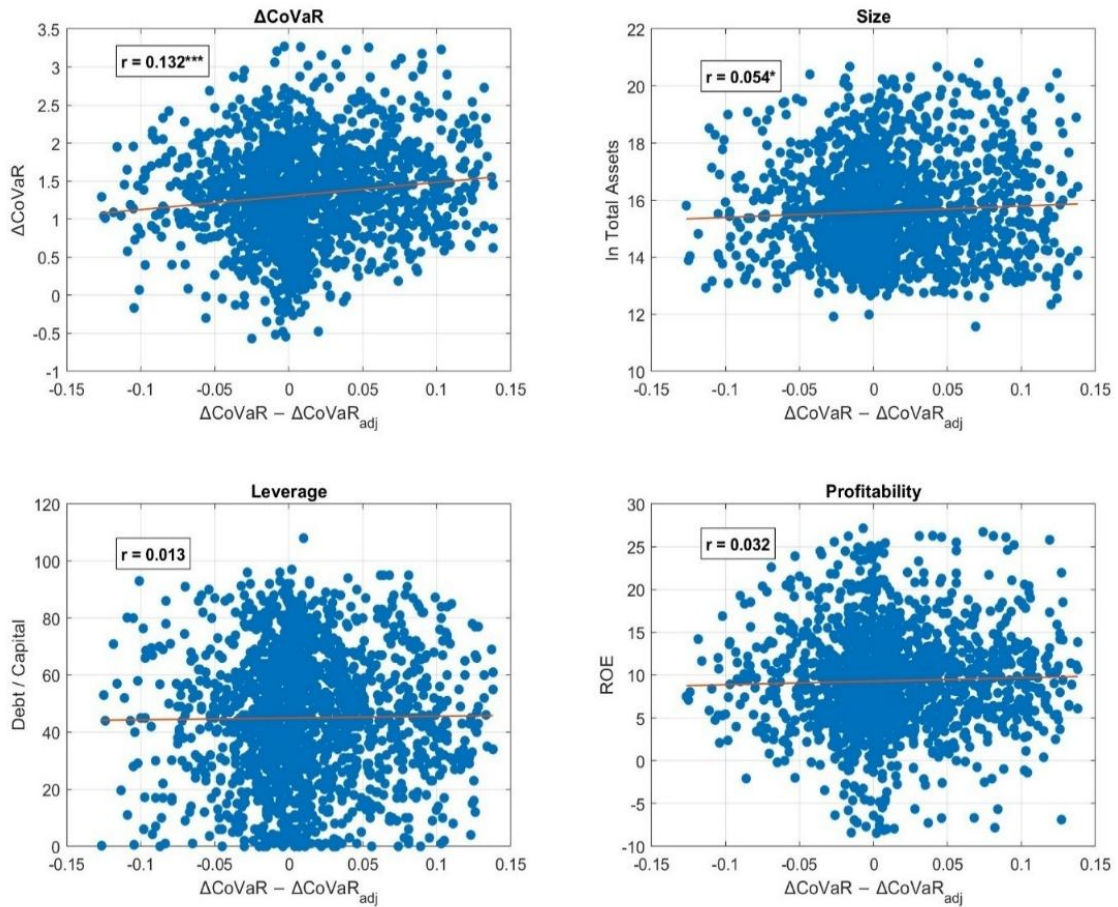 ΔCoVaR
r = 0.132***
3.5
3
2.5
2
1.5
1
0.5
0
-0.5
-1
ΔCoVaR
-0.15 -0.1 -0.05 0 0.05 0.1 0.15
ΔCoVaR − ΔCoVaRadj
Size
r = 0.054*
22
20
18
16
14
12
10
ln Total Assets
-0.15 -0.1 -0.05 0 0.05 0.1 0.15
ΔCoVaR − ΔCoVaRadj
Leverage
r = 0.013
120
100
80
60
40
20
0
Debt / Capital
-0.15 -0.1 -0.05 0 0.05 0.1 0.15
ΔCoVaR − ΔCoVaRadj
Profitability
r = 0.032
30
25
20
15
10
5
0
-5
-10
ROE
-0.15 -0.1 -0.05 0 0.05 0.1 0.15
ΔCoVaR − ΔCoVaRadj